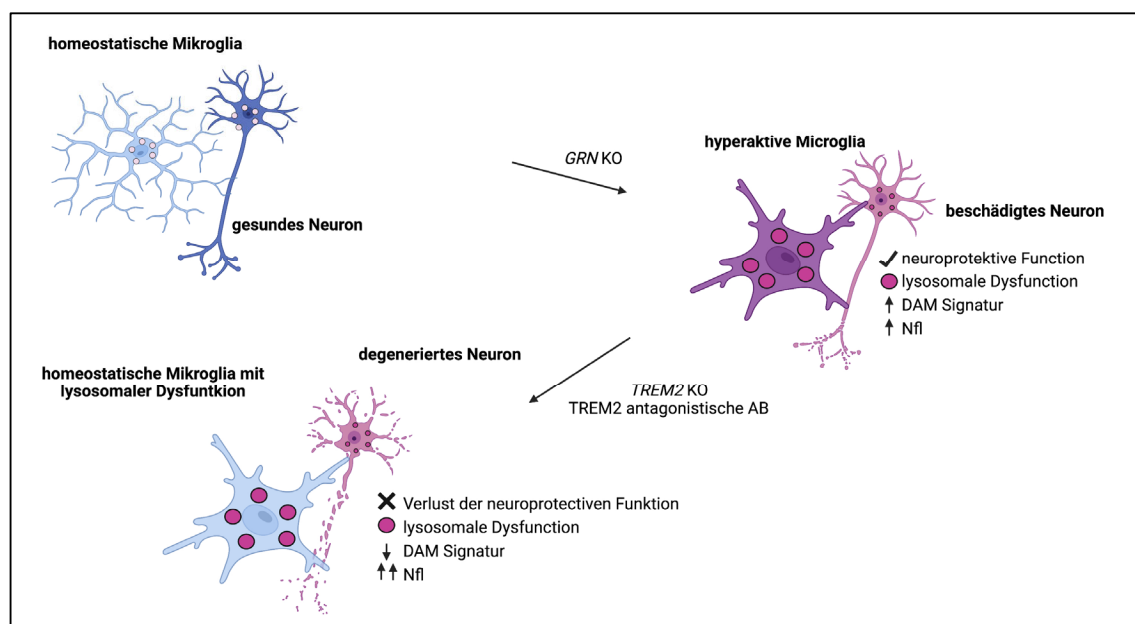 homeostatische Mikroglia
gesundes Neuron
GRN KO
hyperaktive Microglia
beschädigtes Neuron
neuroprotektive Function
lysosomale Dysfunction
DAM Signatur
Nfl
TREM2 KO
TREM2 antagonistische AB
degeneriertes Neuron
homeostatische Mikroglia mit
lysosomaler Dysfuntkion
Verlust der neuroprotectiven Funktion
lysosomale Dysfunction
DAM Signatur
Nfl